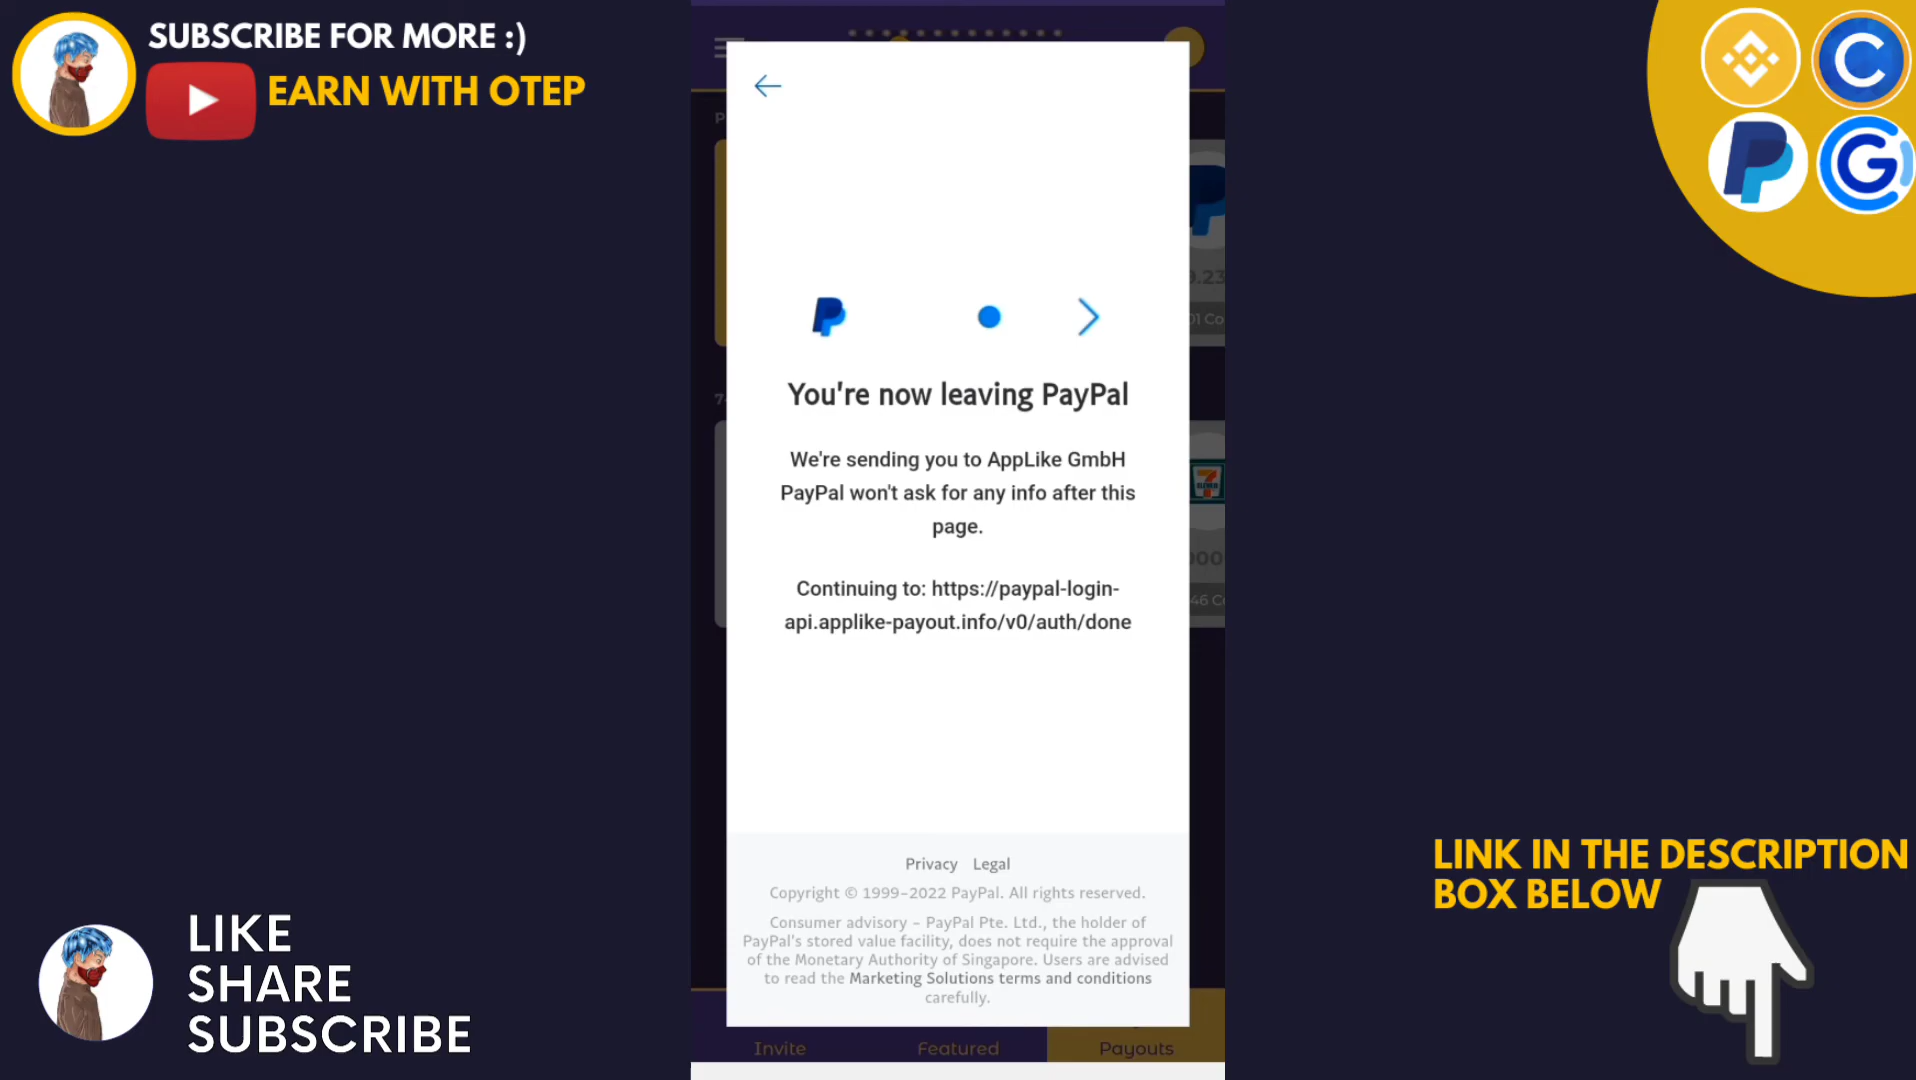 SUBSCRIBE FOR MORE :)
EARN WITH OTEP
You're now leaving PayPal
We're sending you to AppLike GmbH
PayPal won't ask for any info after this
page.
Continuing to: https://paypal-login-
api.applike-payout.info/v0/auth/done
Privacy Legal
Copyright © 1999-2022 PayPal. All rights reserved.
Consumer advisory - PayPal Pte. Ltd., the holder of
PayPal's stored value facility, does not require the approval
of the Monetary Authority of Singapore. Users are advised
to read the Marketing Solutions terms and conditions
carefully.
Invite Featured Payouts
LIKE
SHARE
SUBSCRIBE
LINK IN THE DESCRIPTION
BOX BELOW